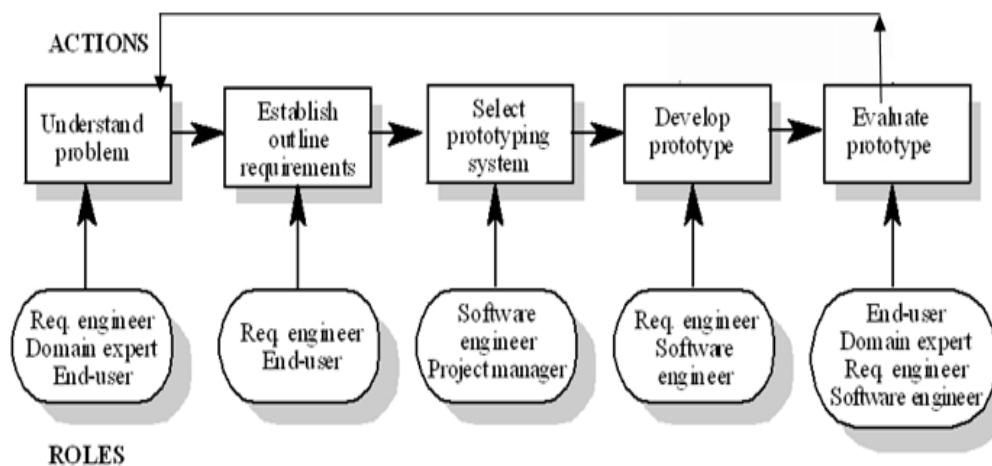 ACTIONS
Understand
problem
Establish
outline
requirements
Select
prototyping
system
Develop
prototype
Evaluate
prototype
Req. engineer
Domain expert
End-user
Req. engineer
End-user
Software
engineer
Project manager
Req. engineer
Software
engineer
End-user
Domain expert
Req. engineer
Software engineer
ROLES